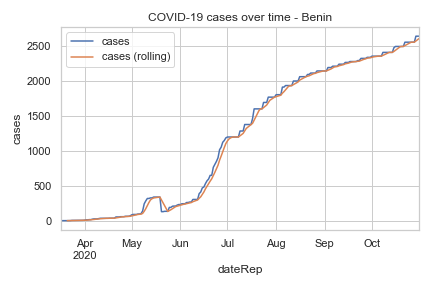 COVID-19 cases over time - Benin
cases
cases (rolling)
2500
2000
1500
1000
500
0
cases
Apr
2020
May
Jun
Jul
Aug
Sep
Oct
dateRep